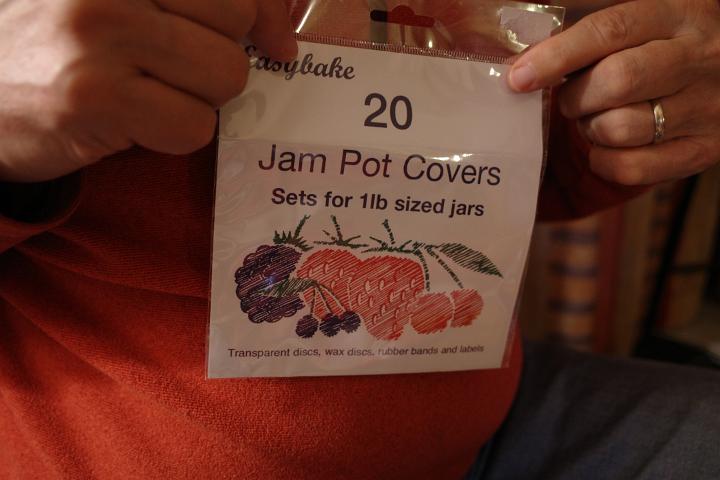 Easybake
20
Jam Pot Covers
Sets for 1lb sized jars
Transparent discs, wax discs, rubber bands and labels